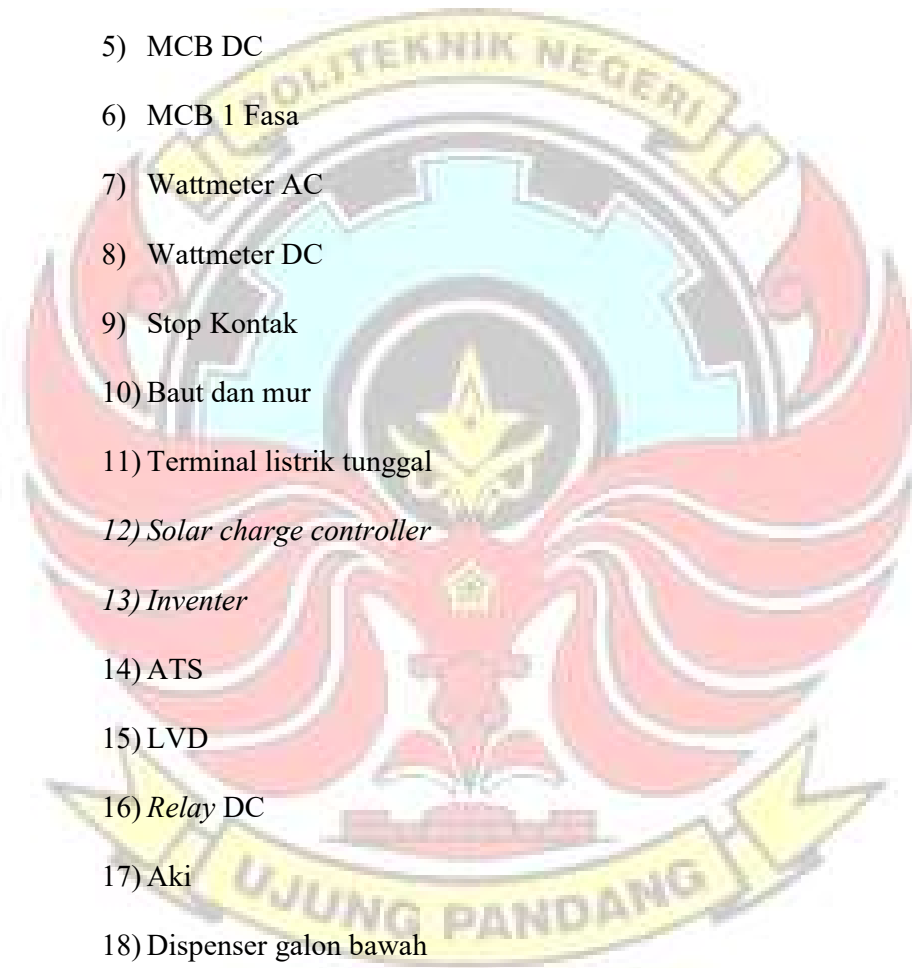 POLITEKNIK NEGERI
5) MCB DC
6) MCB 1 Fasa
7) Wattmeter AC
8) Wattmeter DC
9) Stop Kontak
10) Baut dan mur
11) Terminal listrik tunggal
12) Solar charge controller
13) Inventer
14) ATS
15) LVD
16) Relay DC
17) Aki
18) Dispenser galon bawah
UJUNG PANDANG